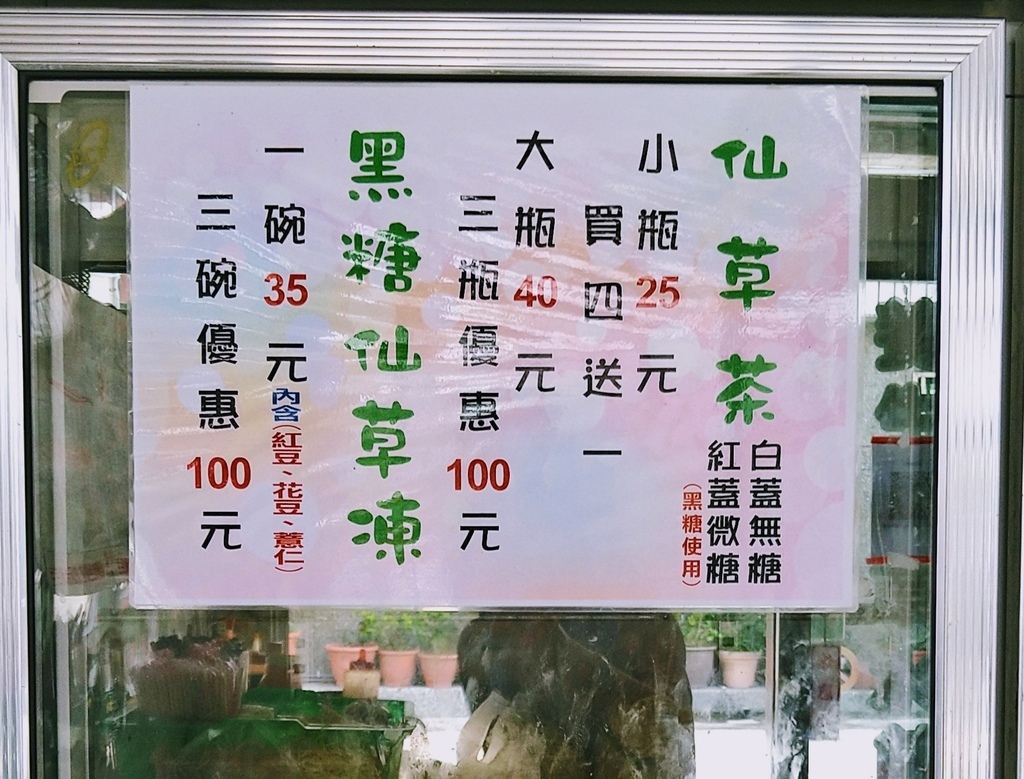 仙草茶
白蓋無糖
紅蓋微糖
(黑糖使用)
小瓶25元
買四送一
大瓶40元
三瓶優惠100元
黑糖仙草凍
一碗35元內含(紅豆、花豆、薏仁)
三碗優惠100元